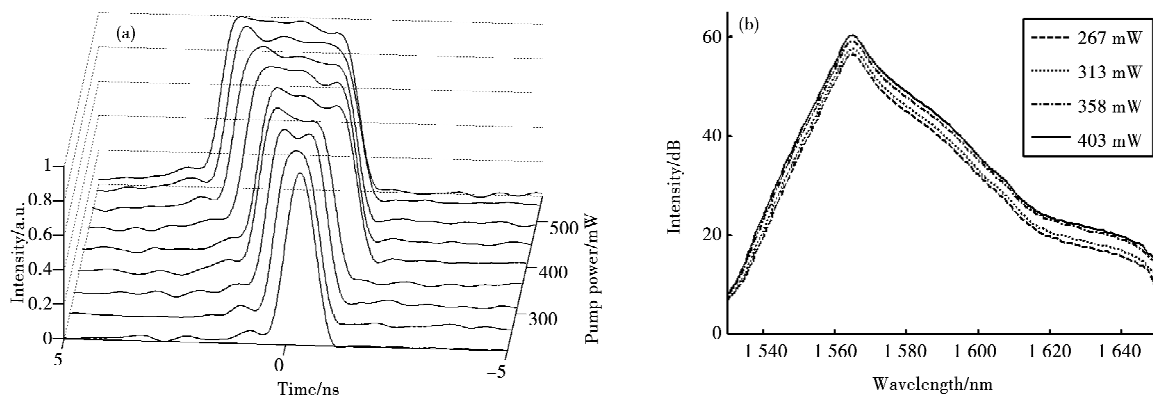 (a)
1
0.8
0.6
0.4
0.2
0
Intensity/a.u.
5
0
-5
Time/ns
300
400
500
Pump power/mW
(b)
60
40
20
0
Intensity/dB
1 540
1 560
1 580
1 600
1 620
1 640
Wavelength/nm
267 mW
313 mW
358 mW
403 mW